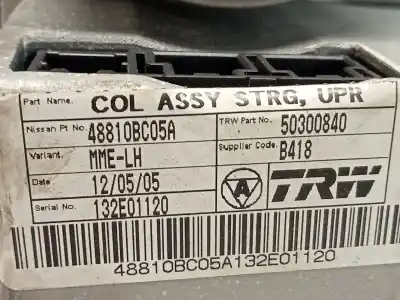 Part Name. COL ASSY STRG, UPR
Nissan Pt No. 48810BC05A TRW Part No. 50300840
Variant. MME-LH Supplier Code. B418
Date 12/05/05
Serial No. 132E01120
A TRW
48810BC05A132E01120